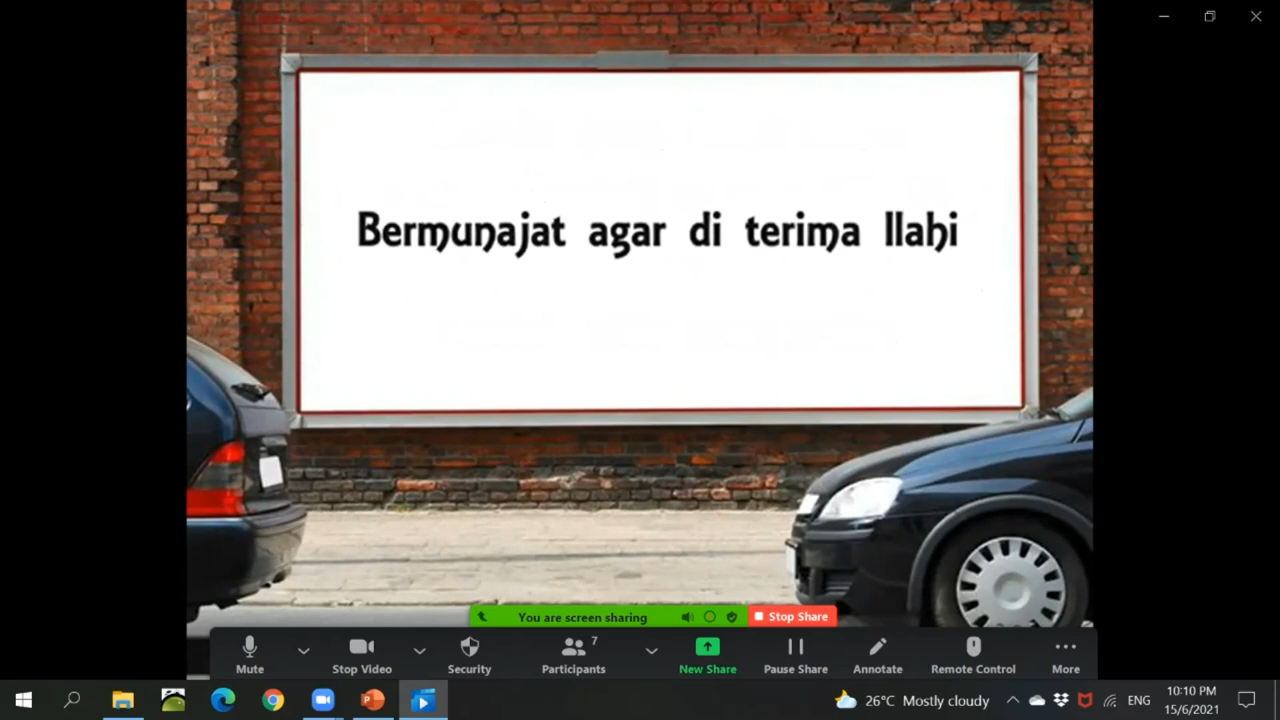 Bermunajat agar di terima Ilahi
You are screen sharing
Stop Share
7
Mute
Stop Video
Security
Participants
New Share
Pause Share
Annotate
Remote Control
More
26°C Mostly cloudy
ENG
10:10 PM
15/6/2021